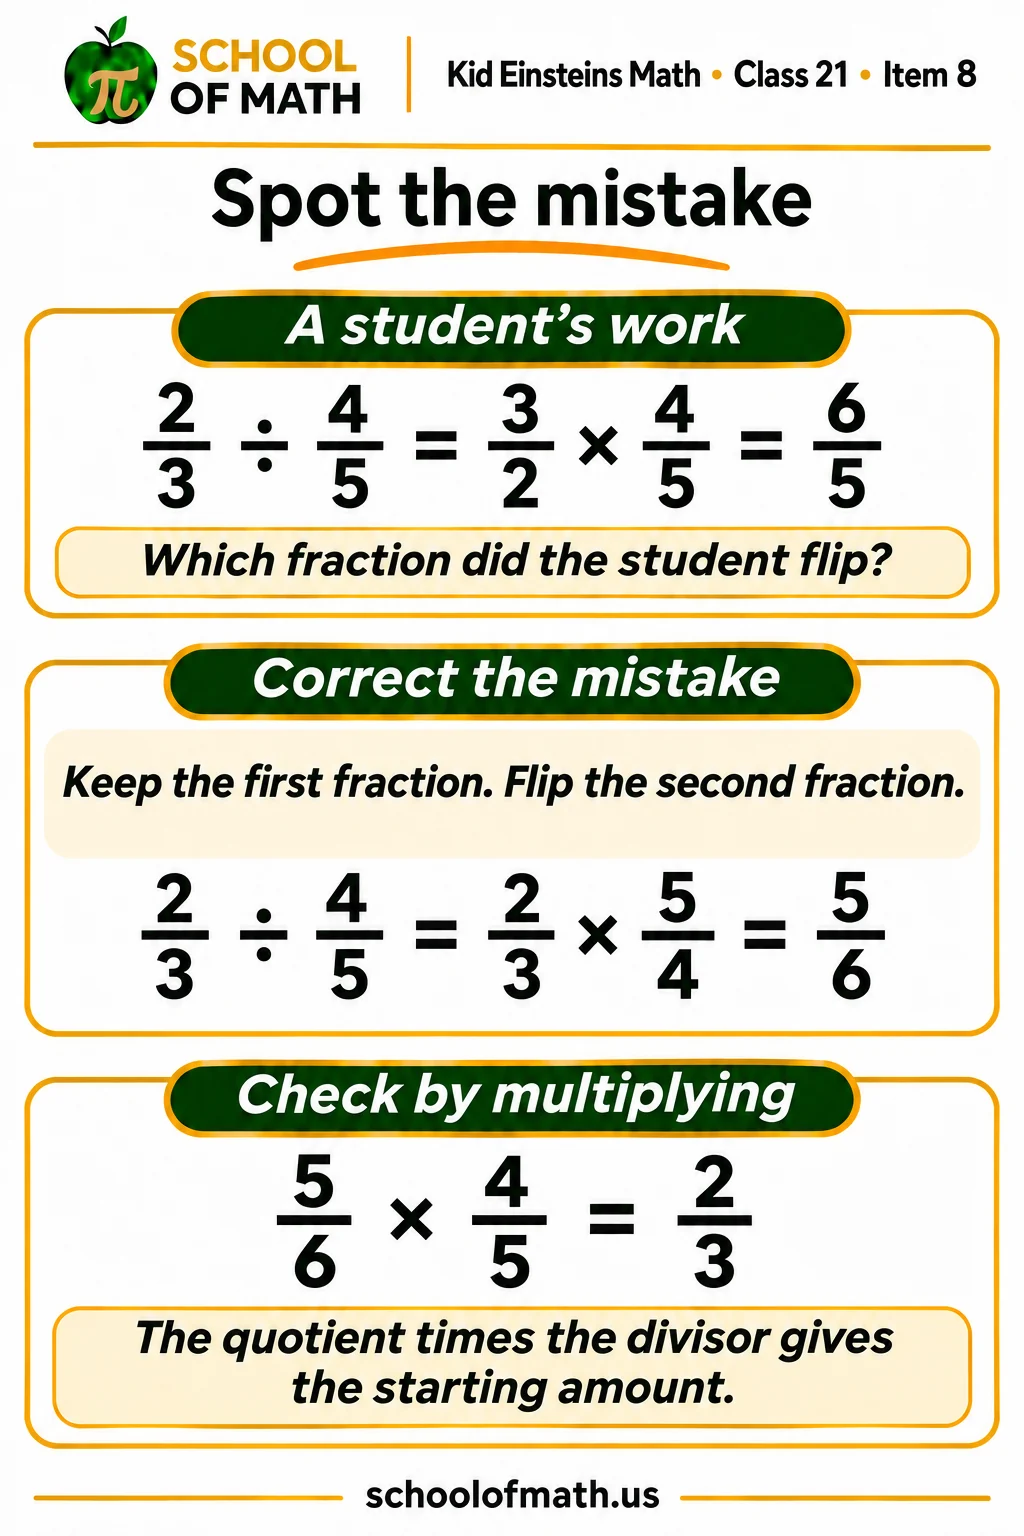 π
SCHOOL
OF MATH
Kid Einsteins Math • Class 21 • Item 8
Spot the mistake
A student's work
2/3 ÷ 4/5 = 3/2 × 4/5 = 6/5
Which fraction did the student flip?
Correct the mistake
Keep the first fraction. Flip the second fraction.
2/3 ÷ 4/5 = 2/3 × 5/4 = 5/6
Check by multiplying
5/6 × 4/5 = 2/3
The quotient times the divisor gives
the starting amount.
schoolofmath.us